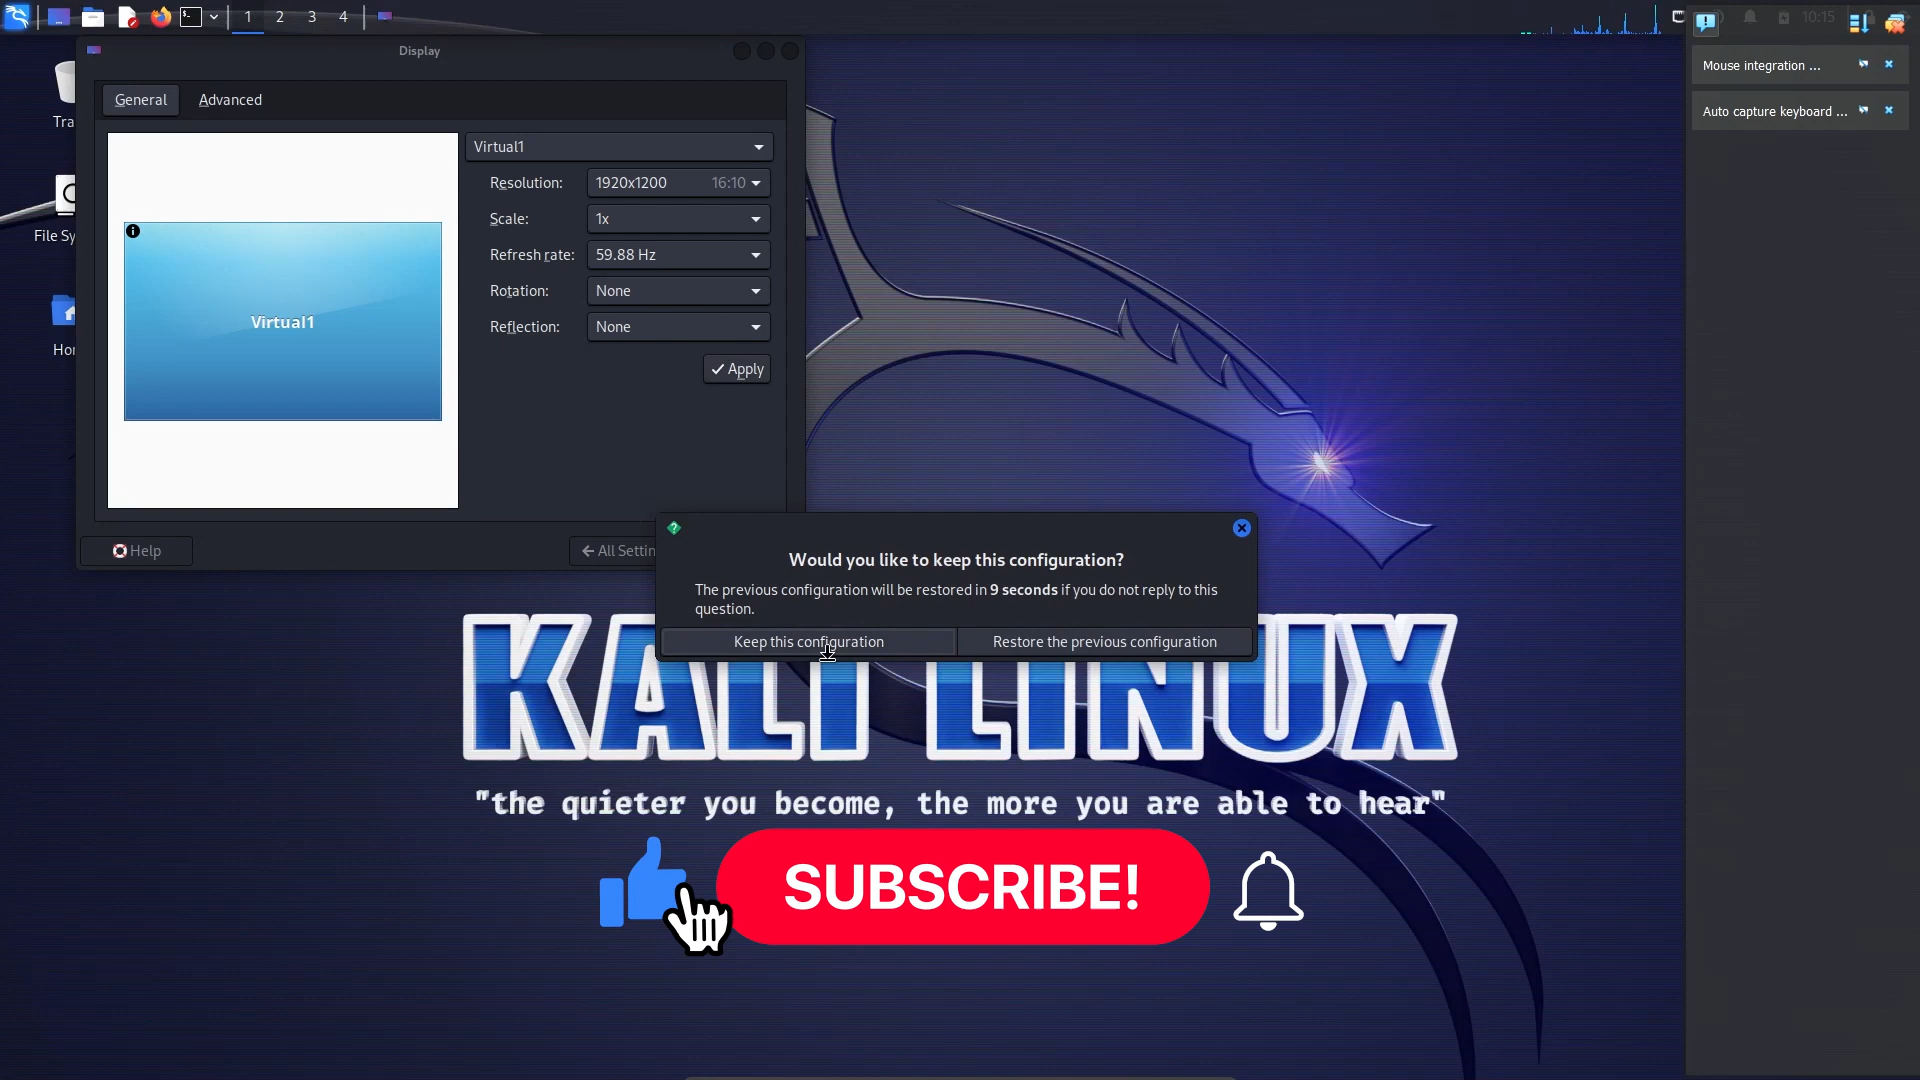 1 2 3 4
10:15
Display
Mouse integration ...
Auto capture keyboard ...
General Advanced
Tra
File Sy
Hor
Virtual1
Virtual1
Resolution: 1920x1200 16:10
Scale: 1x
Refresh rate: 59.88 Hz
Rotation: None
Reflection: None
Apply
Help
All Settin
Would you like to keep this configuration?
The previous configuration will be restored in 9 seconds if you do not reply to this
question.
Keep this configuration
Restore the previous configuration
KALI LINUX
"the quieter you become, the more you are able to hear"
SUBSCRIBE!